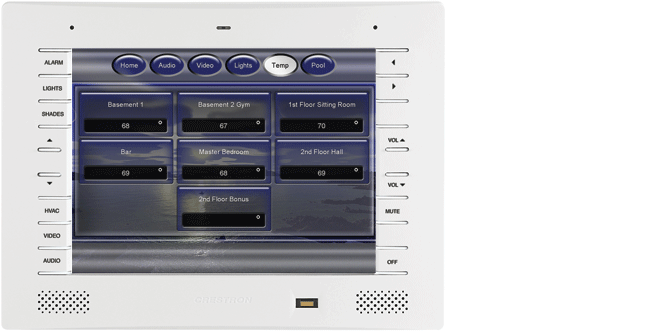 Home Audio Video Lights Temp Pool
ALARM
LIGHTS
SHADES
HVAC
VIDEO
AUDIO
Basement 1 Basement 2 Gym 1st Floor Sitting Room
68 67 70
Bar Master Bedroom 2nd Floor Hall
69 68 69
2nd Floor Bonus
VOL
VOL
MUTE
OFF
CRESTRON